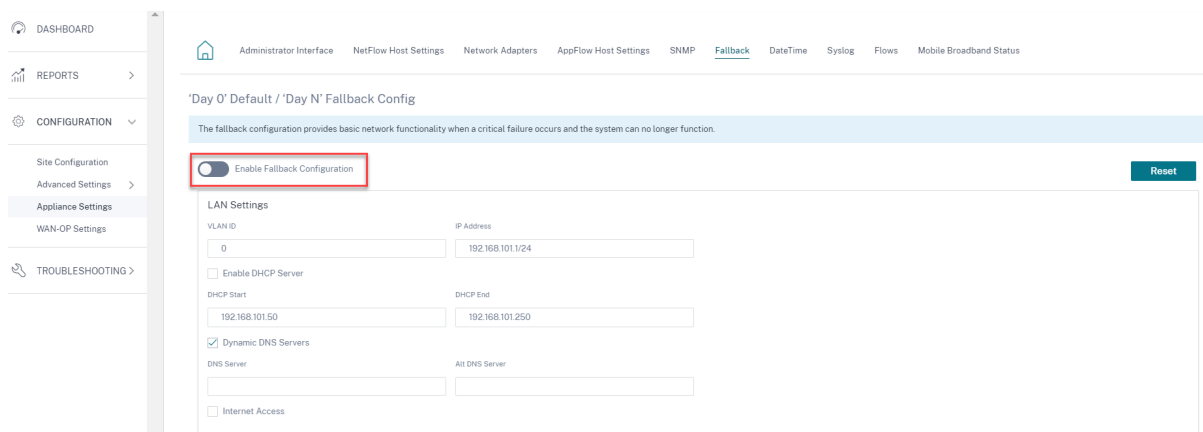 DASHBOARD
REPORTS >
CONFIGURATION
Site Configuration
Advanced Settings >
Appliance Settings
WAN-OP Settings
TROUBLESHOOTING >
Administrator Interface NetFlow Host Settings Network Adapters AppFlow Host Settings SNMP Fallback DateTime Syslog Flows Mobile Broadband Status
'Day 0' Default / 'Day N' Fallback Config
The fallback configuration provides basic network functionality when a critical failure occurs and the system can no longer function.
Enable Fallback Configuration Reset
LAN Settings
VLAN ID IP Address
0 192.168.101.1/24
Enable DHCP Server
DHCP Start DHCP End
192.168.101.50 192.168.101.250
Dynamic DNS Servers
DNS Server Alt DNS Server
Internet Access